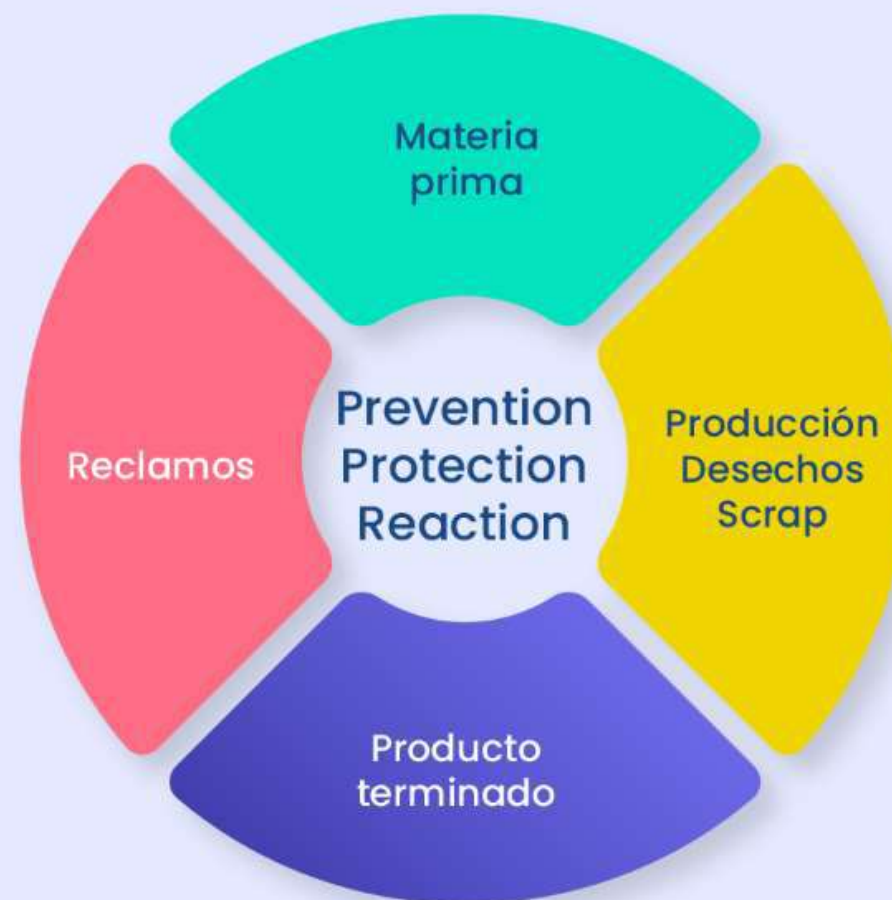 Materia
prima
Reclamos
Prevention
Protection
Reaction
Producción
Desechos
Scrap
Producto
terminado